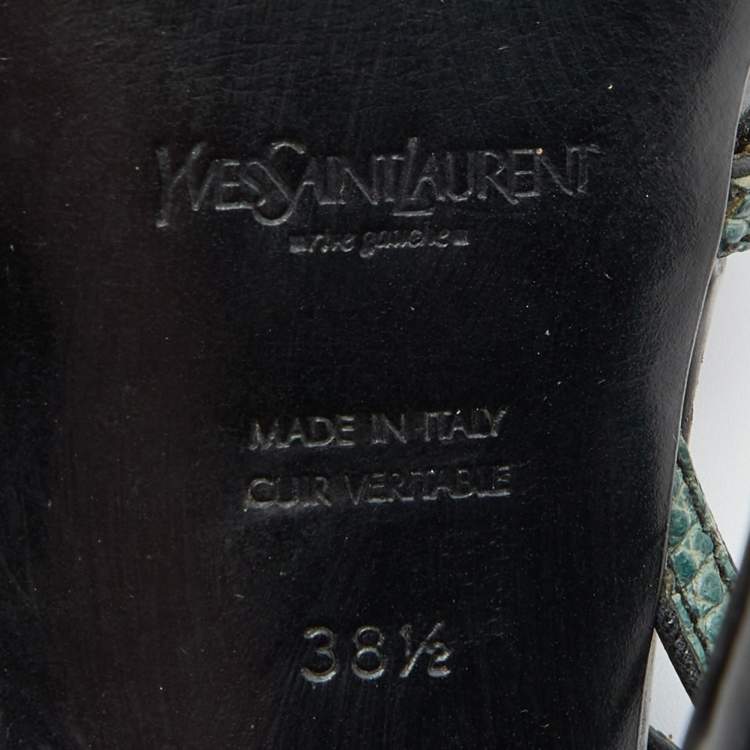 YVESSAINTLAURENT
rive gauche
MADE IN ITALY
CUIR VERITABLE
38½